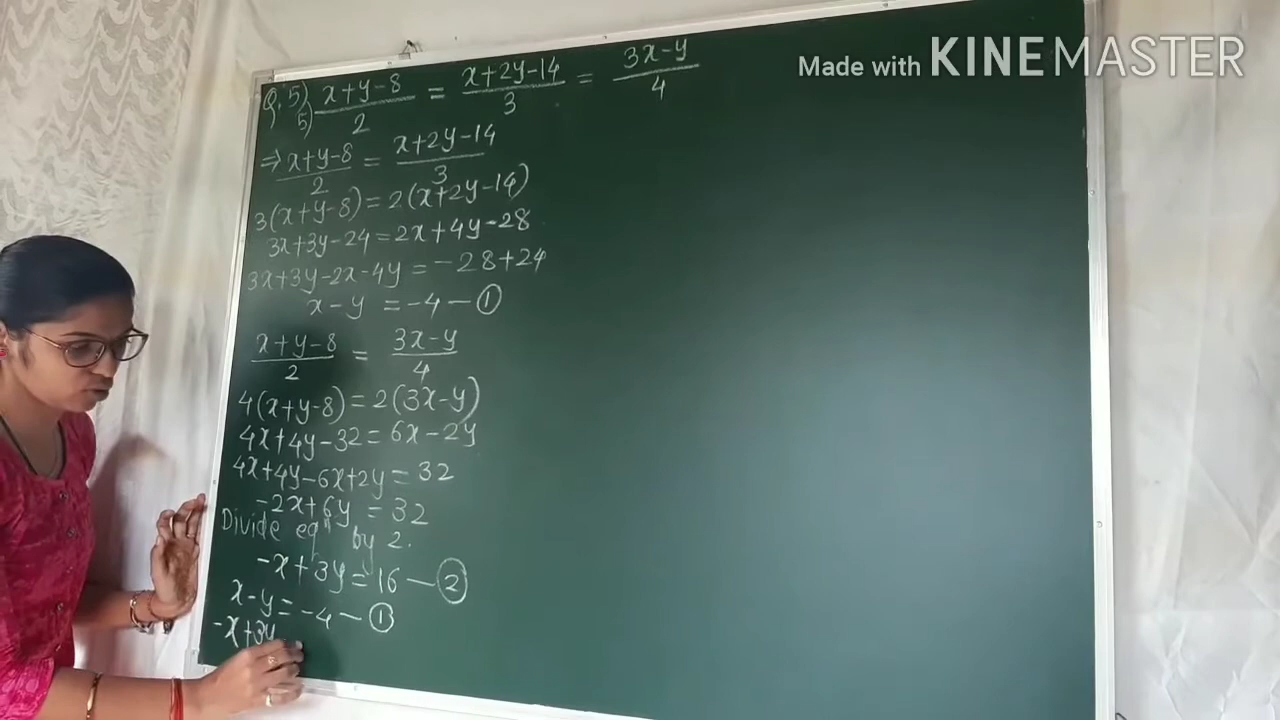 Made with KINEMASTER
Q. 5) 5) (x+y-8)/2 = (x+2y-14)/3 = (3x-y)/4
⇒ (x+y-8)/2 = (x+2y-14)/3
3(x+y-8) = 2(x+2y-14)
3x+3y-24 = 2x+4y-28
3x+3y-2x-4y = -28+24
x-y = -4 — ①
(x+y-8)/2 = (3x-y)/4
4(x+y-8) = 2(3x-y)
4x+4y-32 = 6x-2y
4x+4y-6x+2y = 32
-2x+6y = 32
Divide eqⁿ by 2.
-x+3y = 16 — ②
x-y = -4 — ①
-x+3y